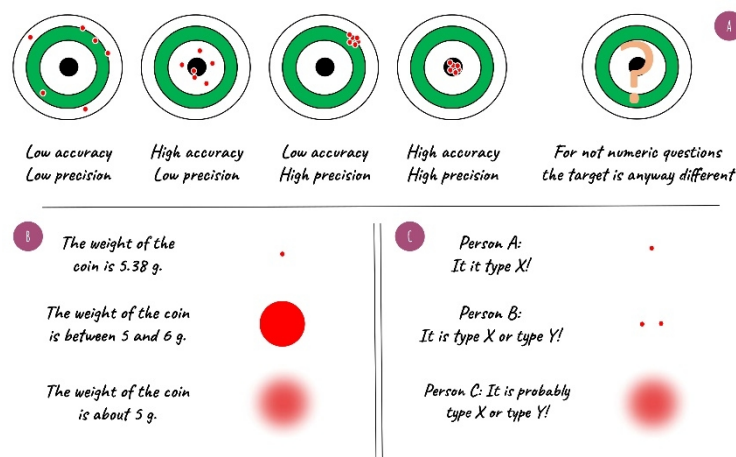 A
Low accuracy
Low precision
High accuracy
Low precision
Low accuracy
High precision
High accuracy
High precision
?
For not numeric questions
the target is anyway different
B
The weight of the
coin is 5.38 g.
The weight of the coin
is between 5 and 6 g.
The weight of the coin
is about 5 g.
C
Person A:
It it type X!
Person B:
It is type X or type Y!
Person C: It is probably
type X or type Y!